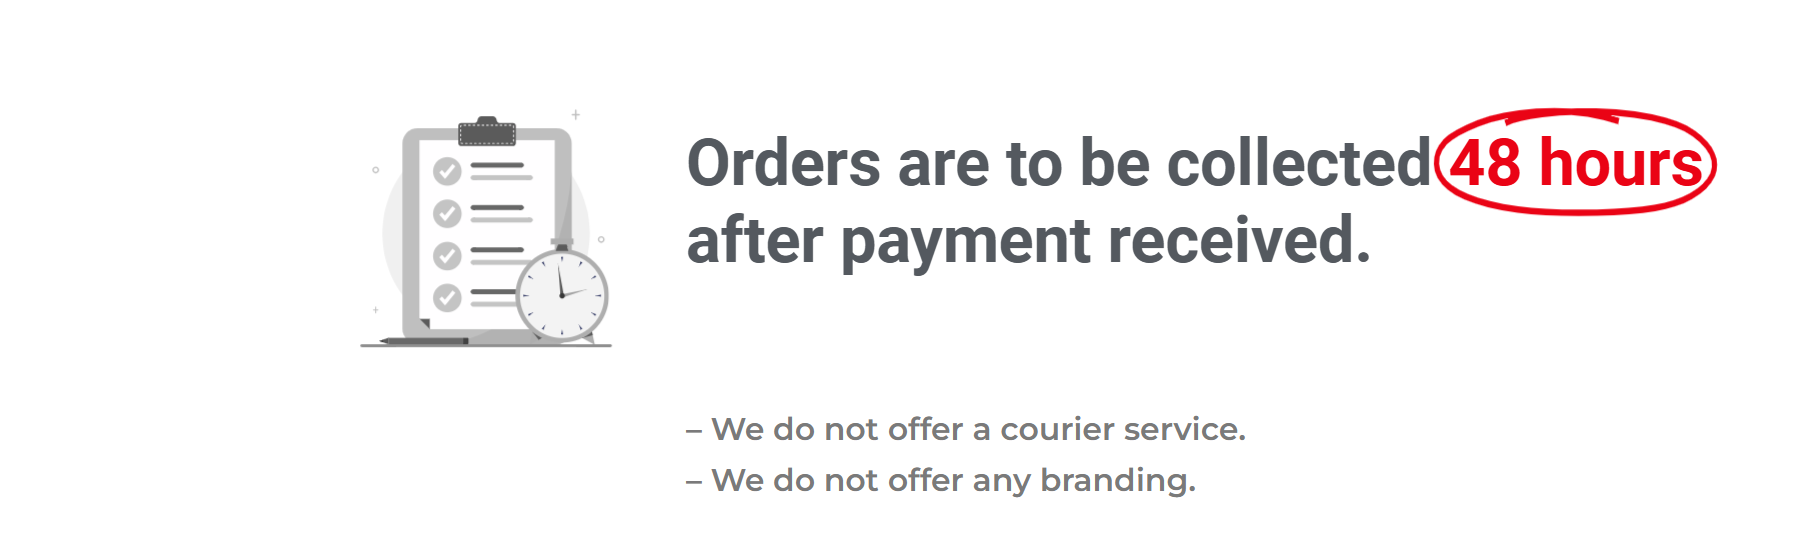 Orders are to be collected 48 hours
after payment received.
– We do not offer a courier service.
– We do not offer any branding.